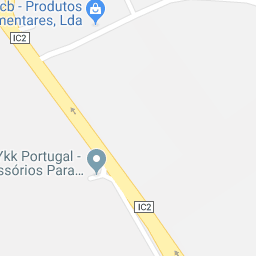 cb - Produtos
mentares, Lda
IC2
Ykk Portugal -
ssórios Para...
IC2